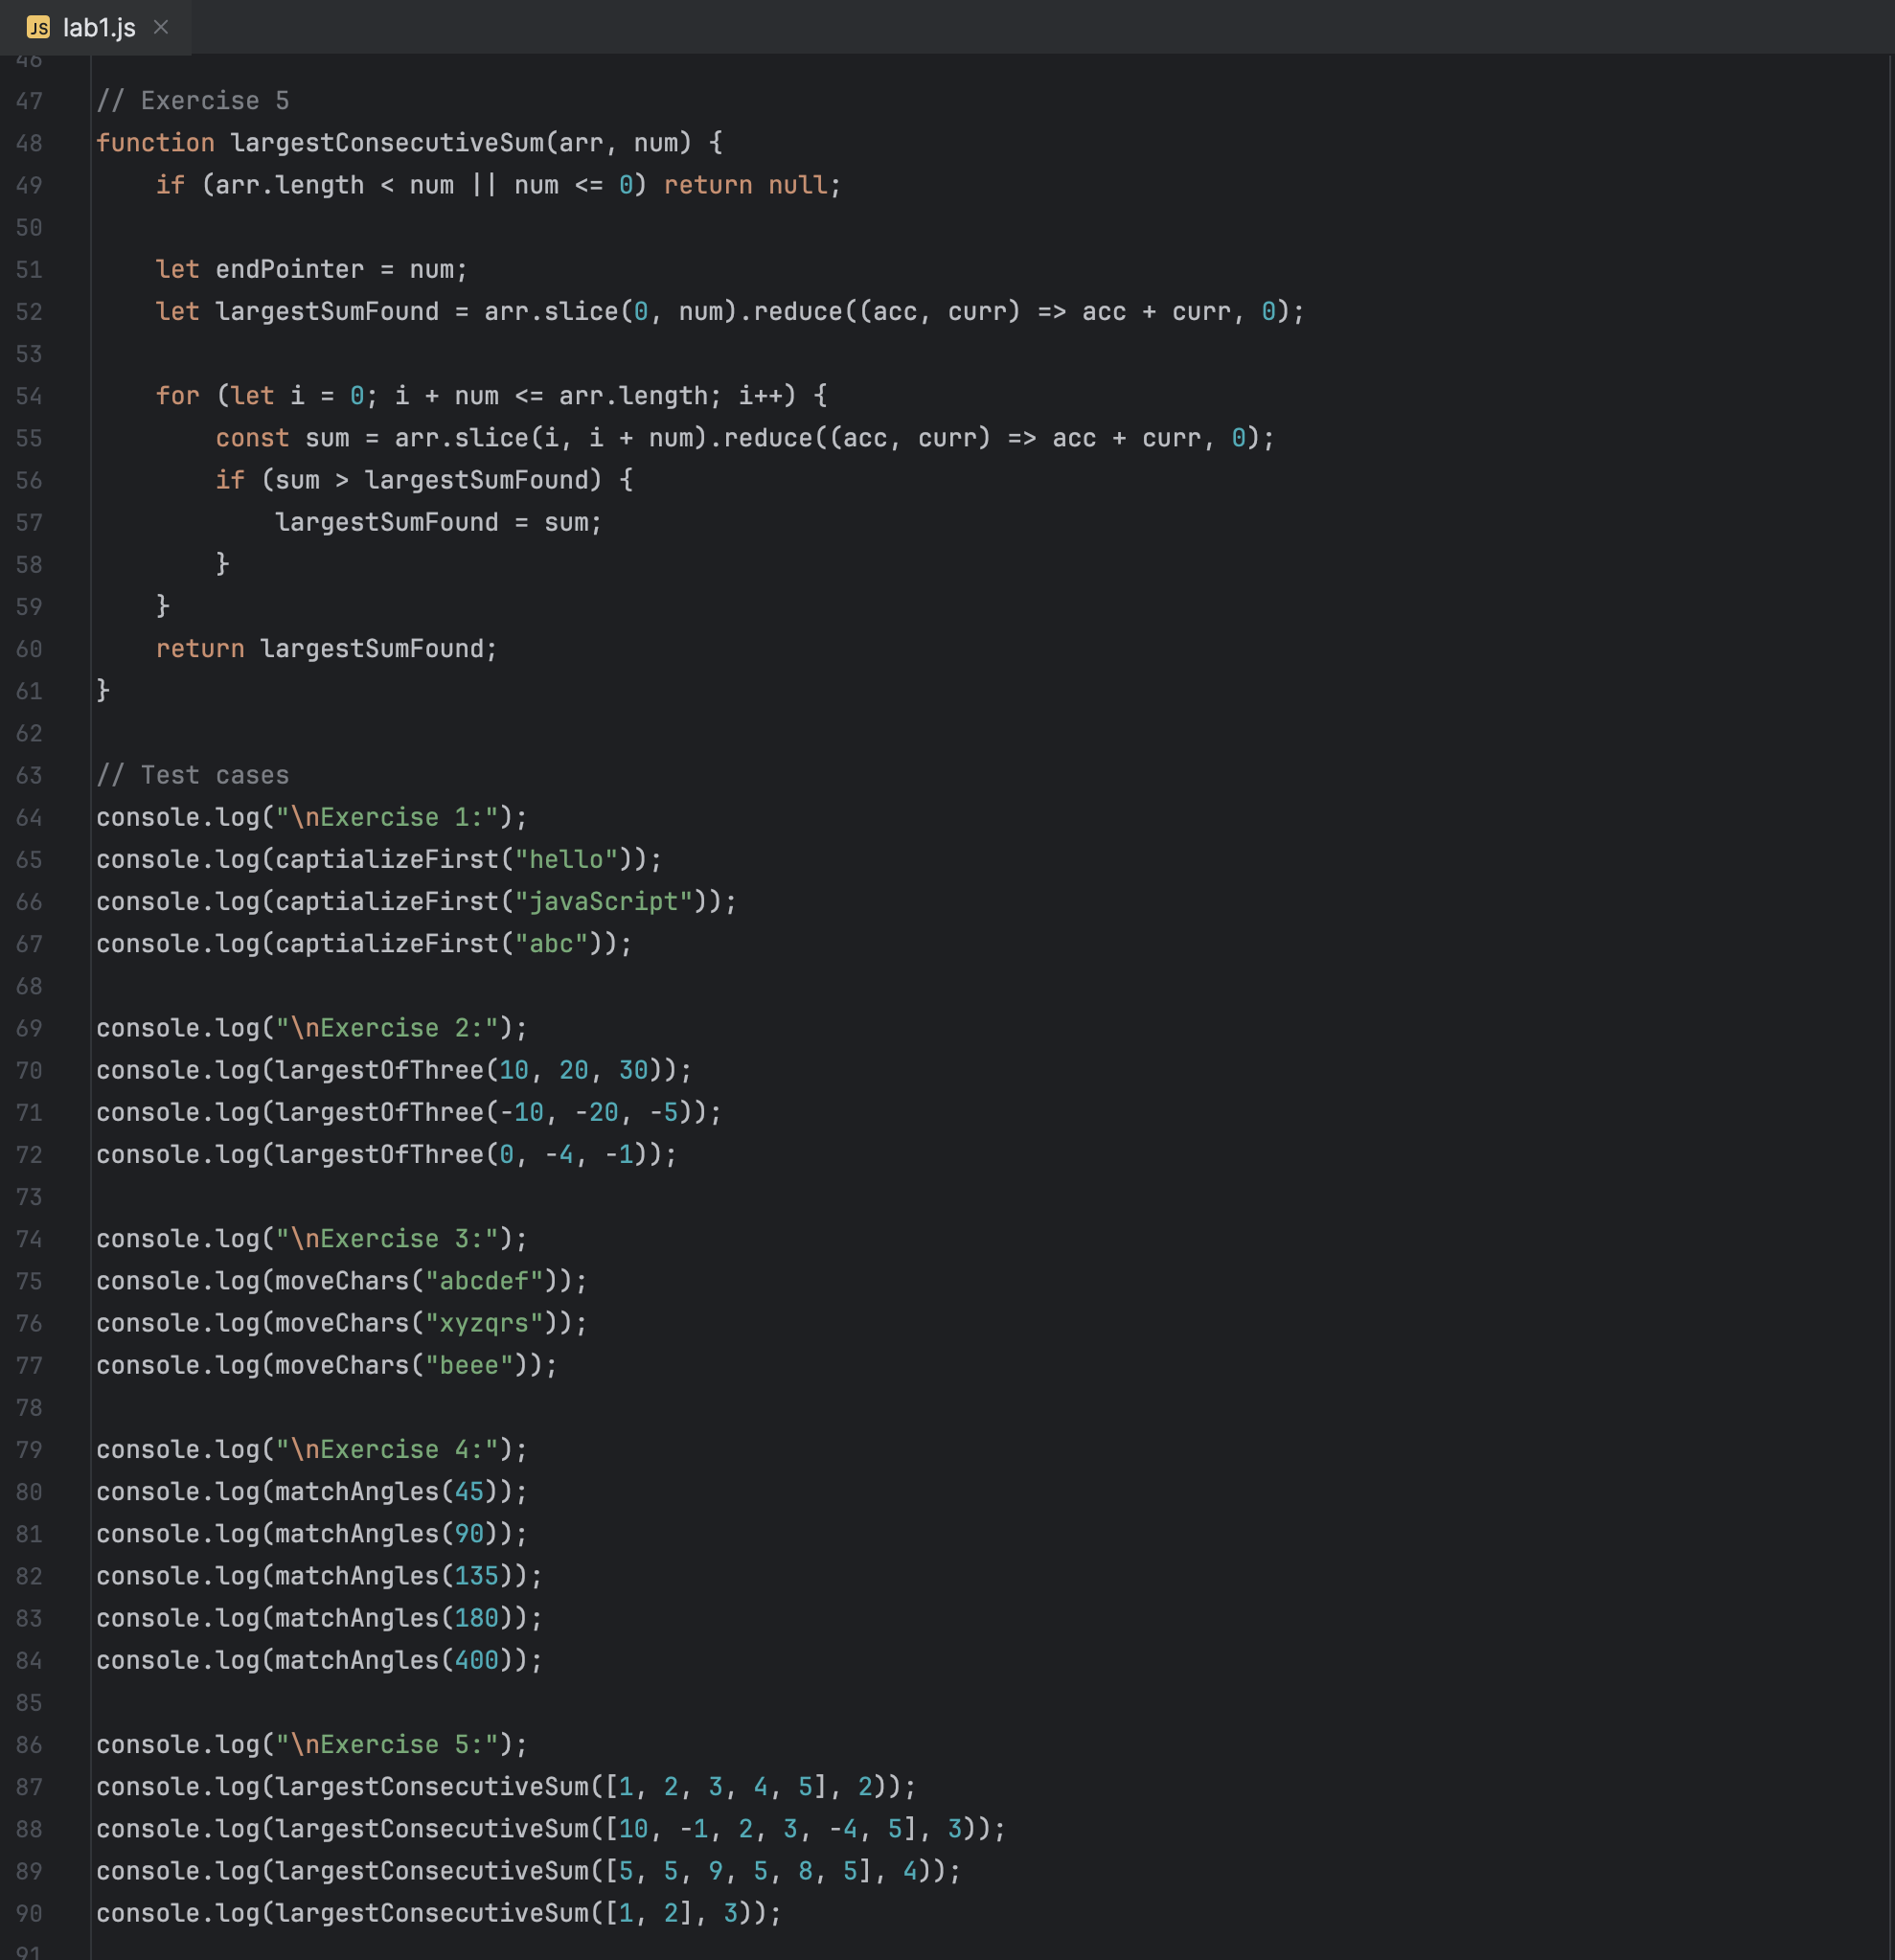 JS lab1.js ×
46
47 // Exercise 5
48 function largestConsecutiveSum(arr, num) {
49     if (arr.length < num || num <= 0) return null;
50
51     let endPointer = num;
52     let largestSumFound = arr.slice(0, num).reduce((acc, curr) => acc + curr, 0);
53
54     for (let i = 0; i + num <= arr.length; i++) {
55         const sum = arr.slice(i, i + num).reduce((acc, curr) => acc + curr, 0);
56         if (sum > largestSumFound) {
57             largestSumFound = sum;
58         }
59     }
60     return largestSumFound;
61 }
62
63 // Test cases
64 console.log("\nExercise 1:");
65 console.log(captializeFirst("hello"));
66 console.log(captializeFirst("javaScript"));
67 console.log(captializeFirst("abc"));
68
69 console.log("\nExercise 2:");
70 console.log(largestOfThree(10, 20, 30));
71 console.log(largestOfThree(-10, -20, -5));
72 console.log(largestOfThree(0, -4, -1));
73
74 console.log("\nExercise 3:");
75 console.log(moveChars("abcdef"));
76 console.log(moveChars("xyzqrs"));
77 console.log(moveChars("beee"));
78
79 console.log("\nExercise 4:");
80 console.log(matchAngles(45));
81 console.log(matchAngles(90));
82 console.log(matchAngles(135));
83 console.log(matchAngles(180));
84 console.log(matchAngles(400));
85
86 console.log("\nExercise 5:");
87 console.log(largestConsecutiveSum([1, 2, 3, 4, 5], 2));
88 console.log(largestConsecutiveSum([10, -1, 2, 3, -4, 5], 3));
89 console.log(largestConsecutiveSum([5, 5, 9, 5, 8, 5], 4));
90 console.log(largestConsecutiveSum([1, 2], 3));
91